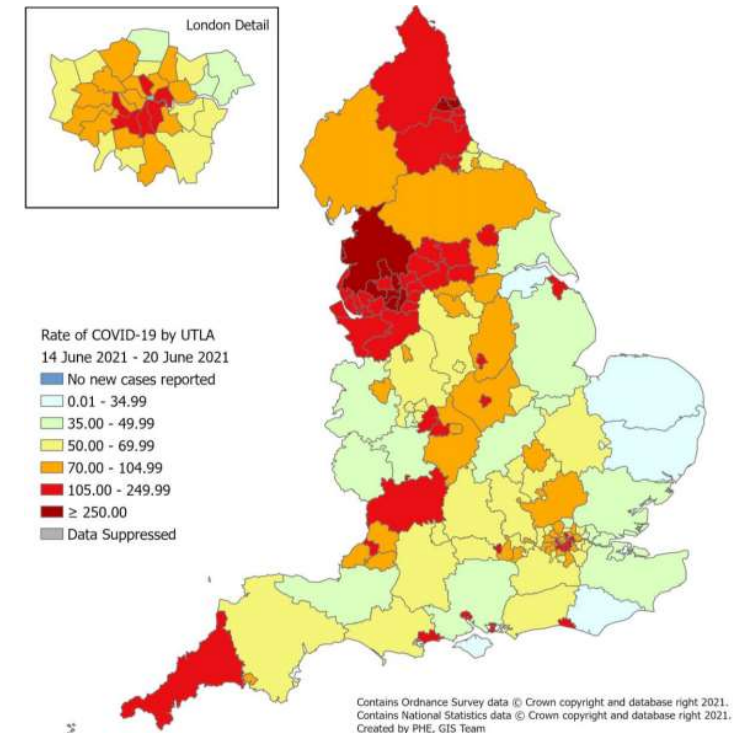 London Detail
Rate of COVID-19 by UTLA
14 June 2021 - 20 June 2021
No new cases reported
0.01 - 34.99
35.00 - 49.99
50.00 - 69.99
70.00 - 104.99
105.00 - 249.99
≥ 250.00
Data Suppressed
Contains Ordnance Survey data © Crown copyright and database right 2021.
Contains National Statistics data © Crown copyright and database right 2021.
Created by PHE, GIS Team